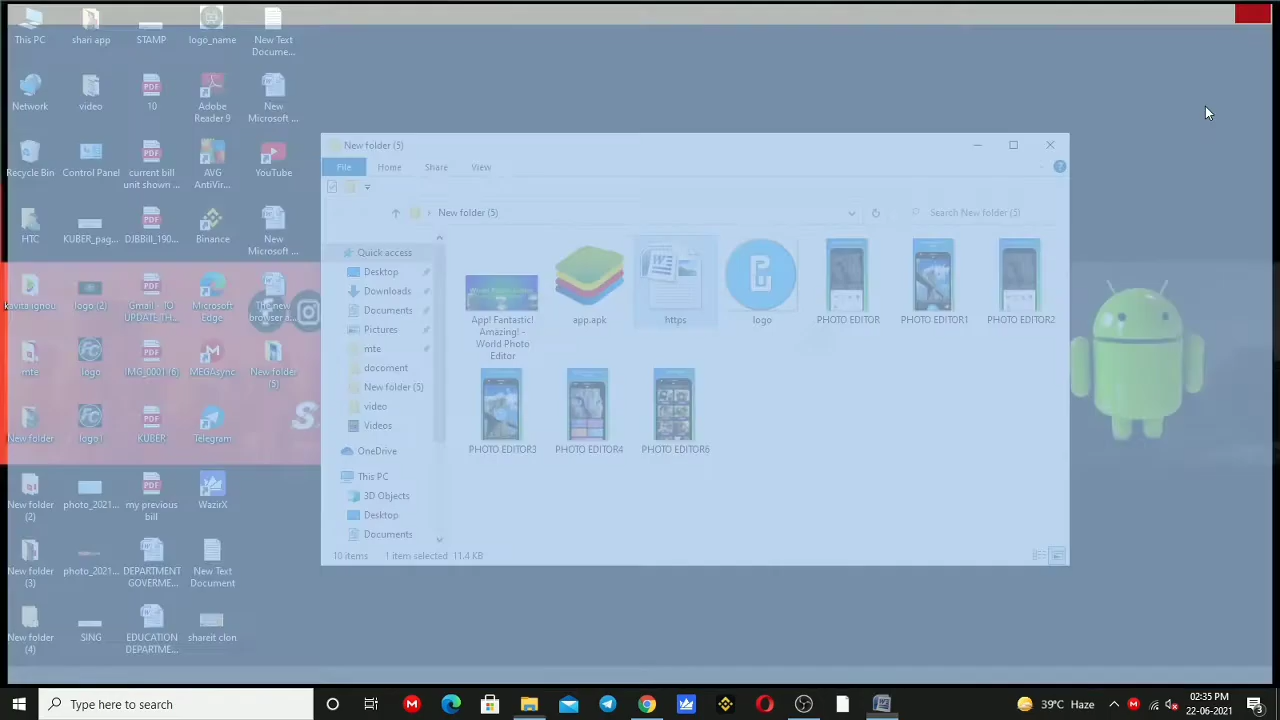 This PC
shari app
STAMP
logo_name
New Text
Docume...
Network
video
10
Adobe
Reader 9
New
Microsoft ...
Recycle Bin
Control Panel
current bill
unit shown ...
AVG
AntiVir...
YouTube
HTC
KUBER_pag...
DJBBill_190...
Binance
New
Microsoft ...
kavita ignou
logo (2)
Gmail - JO
UPDATE TH...
Microsoft
Edge
The new
browser a...
mte
logo
IMG_0001 (6)
MEGAsync
New folder
(5)
New folder
logo1
KUBER
Telegram
New folder
(2)
photo_2021...
my previous
bill
WazirX
New folder
(3)
photo_2021...
DEPARTMENT
GOVERME...
New Text
Document
New folder
(4)
SING
EDUCATION
DEPARTME...
shareit clon
New folder (5)
File
Home
Share
View
New folder (5)
Search New folder (5)
Quick access
Desktop
Downloads
Documents
Pictures
mte
docoment
New folder (5)
video
Videos
OneDrive
This PC
3D Objects
Desktop
Documents
App! Fantastic!
Amazing! -
World Photo
Editor
app.apk
https
logo
PHOTO EDITOR
PHOTO EDITOR1
PHOTO EDITOR2
PHOTO EDITOR3
PHOTO EDITOR4
PHOTO EDITOR6
10 items
1 item selected
11.4 KB
Type here to search
39°C
Haze
02:35 PM
22-06-2021
3